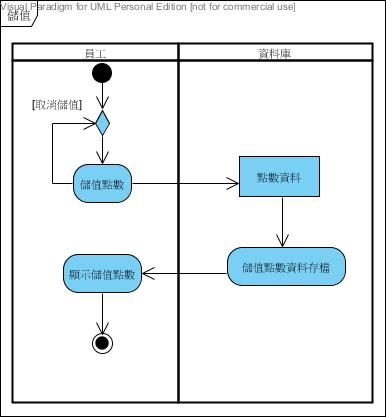 Visual Paradigm for UML Personal Edition [not for commercial use]
儲值
員工
資料庫
[取消儲值]
儲值點數
點數資料
顯示儲值點數
儲值點數資料存檔